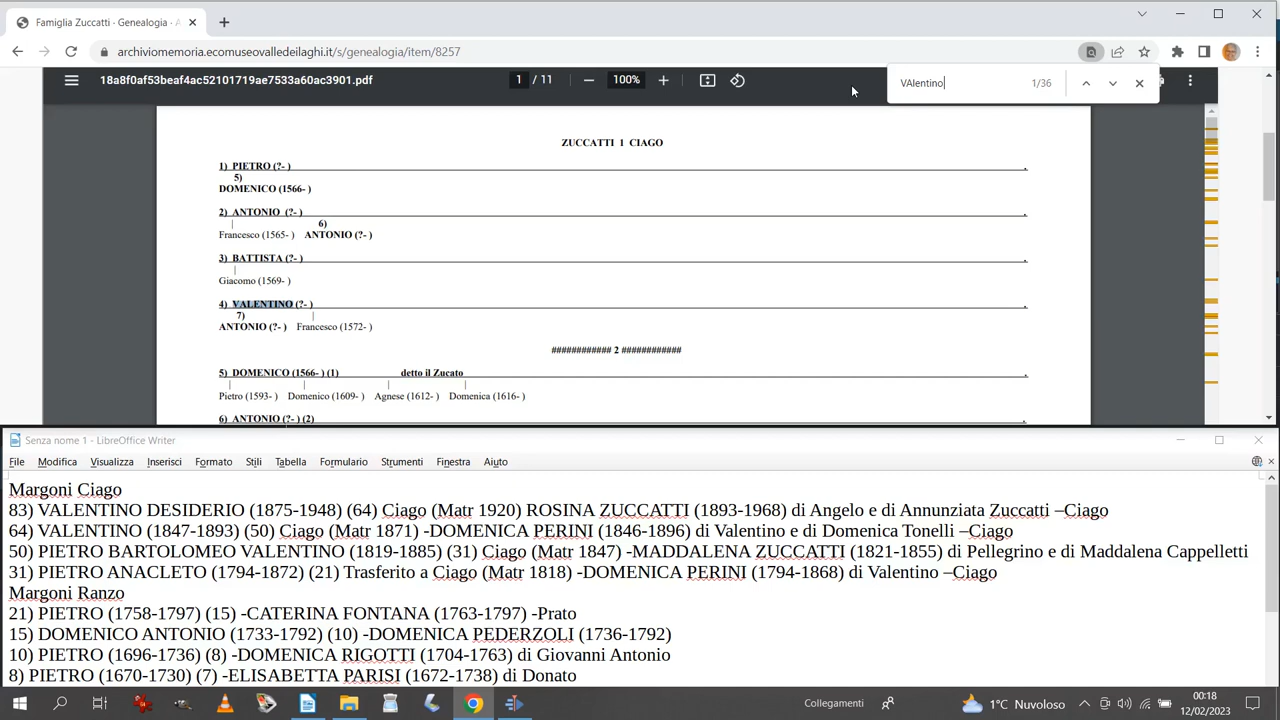 Famiglia Zuccatti · Genealogia · A
archiviomemoria.ecomuseovalledeilaghi.it/s/genealogia/item/8257
18a8f0af53beaf4ac52101719ae7533a60ac3901.pdf
1 / 11
100%
VAlentino
1/36
ZUCCATTI 1 CIAGO
1) PIETRO (?- )
5)
DOMENICO (1566- )
2) ANTONIO (?- )
6)
Francesco (1565- ) ANTONIO (?- )
3) BATTISTA (?- )
Giacomo (1569- )
4) VALENTINO (?- )
7)
ANTONIO (?- ) Francesco (1572- )
############ 2 ############
5) DOMENICO (1566- ) (1) detto il Zucato
Pietro (1593- ) Domenico (1609- ) Agnese (1612- ) Domenica (1616- )
6) ANTONIO (?- ) (2)
Senza nome 1 - LibreOffice Writer
File Modifica Visualizza Inserisci Formato Stili Tabella Formulario Strumenti Finestra Aiuto
Margoni Ciago
83) VALENTINO DESIDERIO (1875-1948) (64) Ciago (Matr 1920) ROSINA ZUCCATTI (1893-1968) di Angelo e di Annunziata Zuccatti –Ciago
64) VALENTINO (1847-1893) (50) Ciago (Matr 1871) -DOMENICA PERINI (1846-1896) di Valentino e di Domenica Tonelli –Ciago
50) PIETRO BARTOLOMEO VALENTINO (1819-1885) (31) Ciago (Matr 1847) -MADDALENA ZUCCATTI (1821-1855) di Pellegrino e di Maddalena Cappelletti
31) PIETRO ANACLETO (1794-1872) (21) Trasferito a Ciago (Matr 1818) -DOMENICA PERINI (1794-1868) di Valentino –Ciago
Margoni Ranzo
21) PIETRO (1758-1797) (15) -CATERINA FONTANA (1763-1797) -Prato
15) DOMENICO ANTONIO (1733-1792) (10) -DOMENICA PEDERZOLI (1736-1792)
10) PIETRO (1696-1736) (8) -DOMENICA RIGOTTI (1704-1763) di Giovanni Antonio
8) PIETRO (1670-1730) (7) -ELISABETTA PARISI (1672-1738) di Donato
Collegamenti
1°C Nuvoloso
00:18
12/02/2023